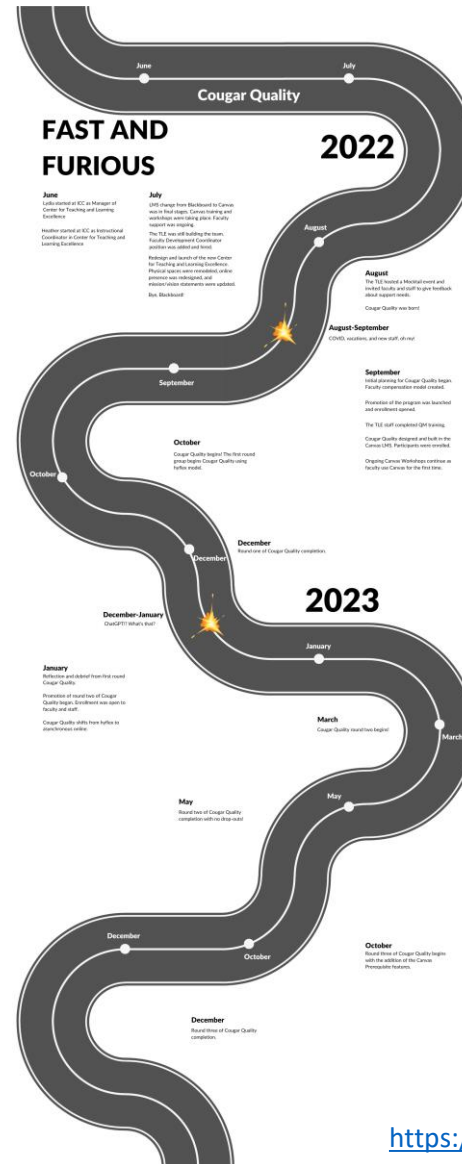 June
July
Cougar Quality
FAST AND
FURIOUS
2022
June
Lydia started at ICC as Manager of
Center for Teaching and Learning
Excellence
Heather started at ICC as Instructional
Coordinator in Center for Teaching and
Learning Excellence
July
LMS change from Blackboard to Canvas
was in final stages. Canvas training and
workshops were taking place. Faculty
support was ongoing.
The TLE was still building the team.
Faculty Development Coordinator
position was added and hired.
Redesign and launch of the new Center
for Teaching and Learning Excellence.
Physical spaces were remodeled, online
presence was redesigned, and
mission/vision statements were updated.
Bye, Blackboard!
August
August
The TLE hosted a Mocktail event and
invited faculty and staff to give feedback
about support needs.
Cougar Quality was born!
August-September
COVID, vacations, and new staff, oh my!
September
September
Initial planning for Cougar Quality began.
Faculty compensation model created.
Promotion of the program was launched
and enrollment opened.
The TLE staff completed QM training.
Cougar Quality designed and built in the
Canvas LMS. Participants were enrolled.
Ongoing Canvas Workshops continue as
faculty use Canvas for the first time.
October
Cougar Quality begins! The first round
group begins Cougar Quality using
hyflex model.
October
December
Round one of Cougar Quality completion.
December
2023
December-January
ChatGPT!? What's that?
January
January
Reflection and debrief from first round
Cougar Quality.
Promotion of round two of Cougar
Quality began. Enrollment was open to
faculty and staff.
Cougar Quality shifts from hyflex to
asynchronous online.
March
Cougar Quality round two begins!
March
May
Round two of Cougar Quality
completion with no drop outs!
May
December
October
October
Round three of Cougar Quality begins
with the addition of the Canvas
Prerequisite features.
December
Round three of Cougar Quality
completion.
https:/